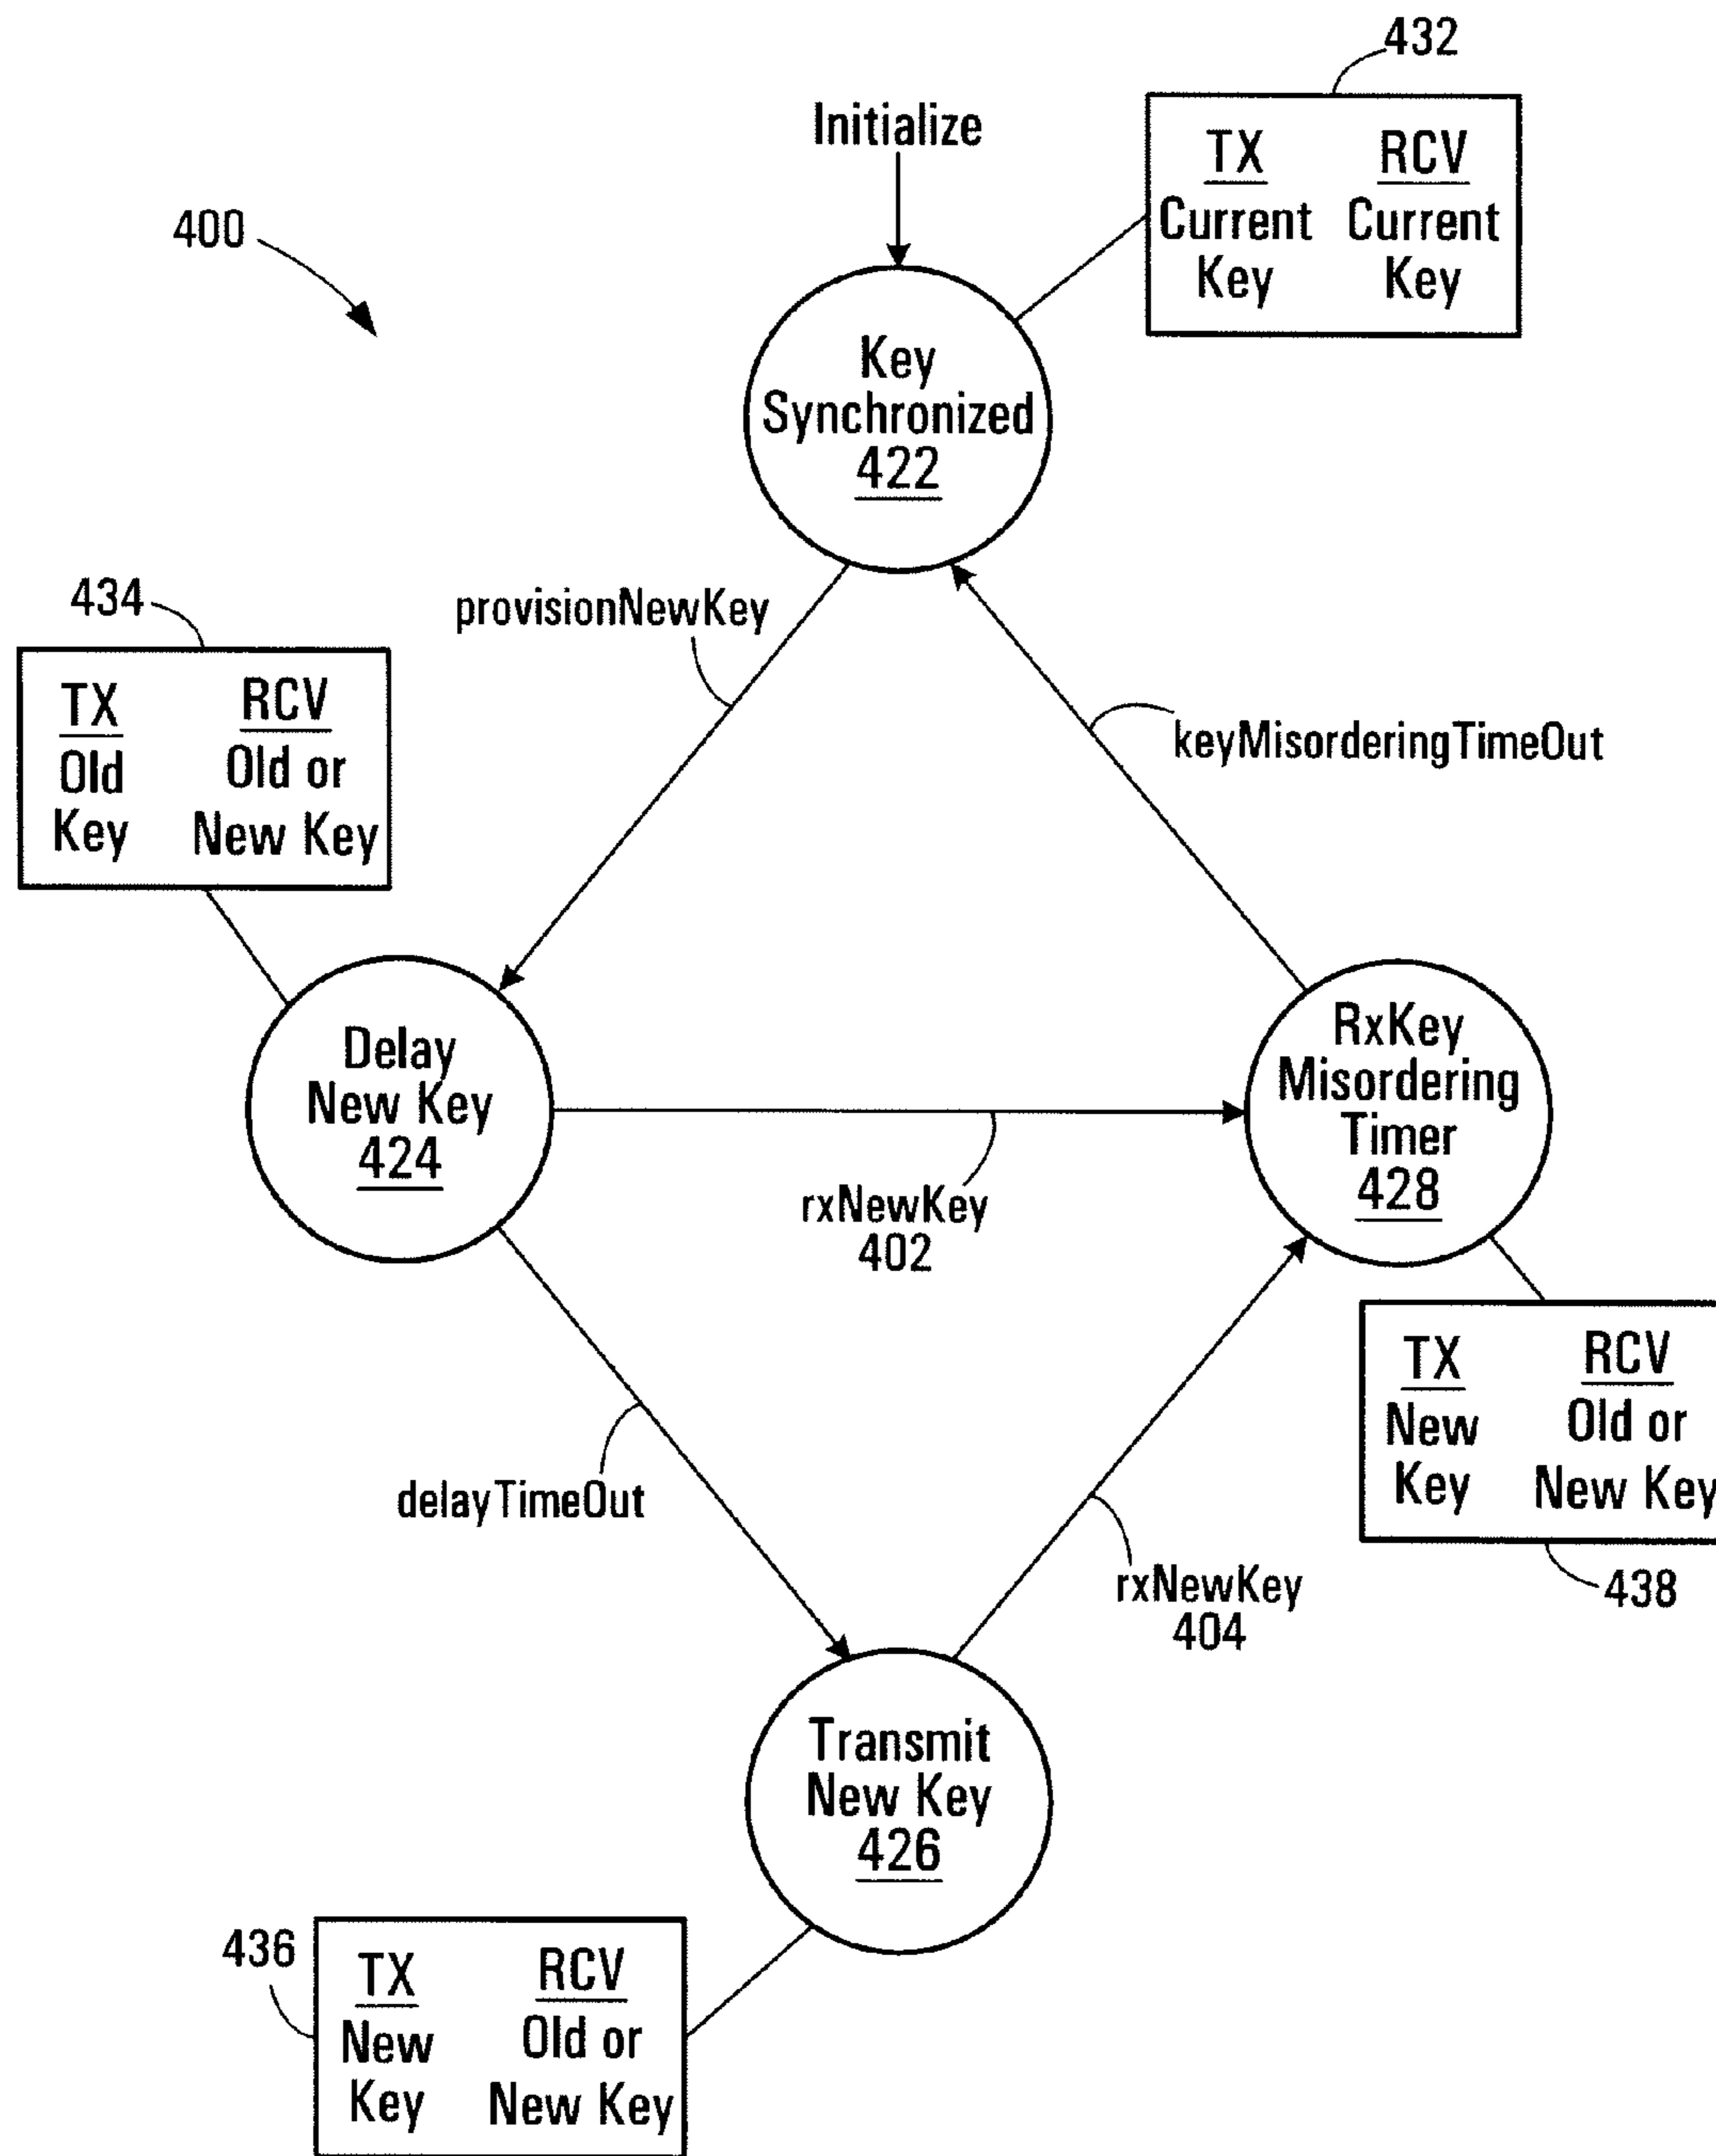 432
Initialize
TX RCV
Current Current
Key Key
400
Key
Synchronized
422
434
provisionNewKey
TX RCV
Old Old or
Key New Key
keyMisorderingTimeOut
Delay
New Key
424
RxKey
Misordering
Timer
428
rxNewKey
402
TX RCV
New Old or
Key New Key
delayTimeOut
rxNewKey
404
438
Transmit
New Key
426
436
TX RCV
New Old or
Key New Key